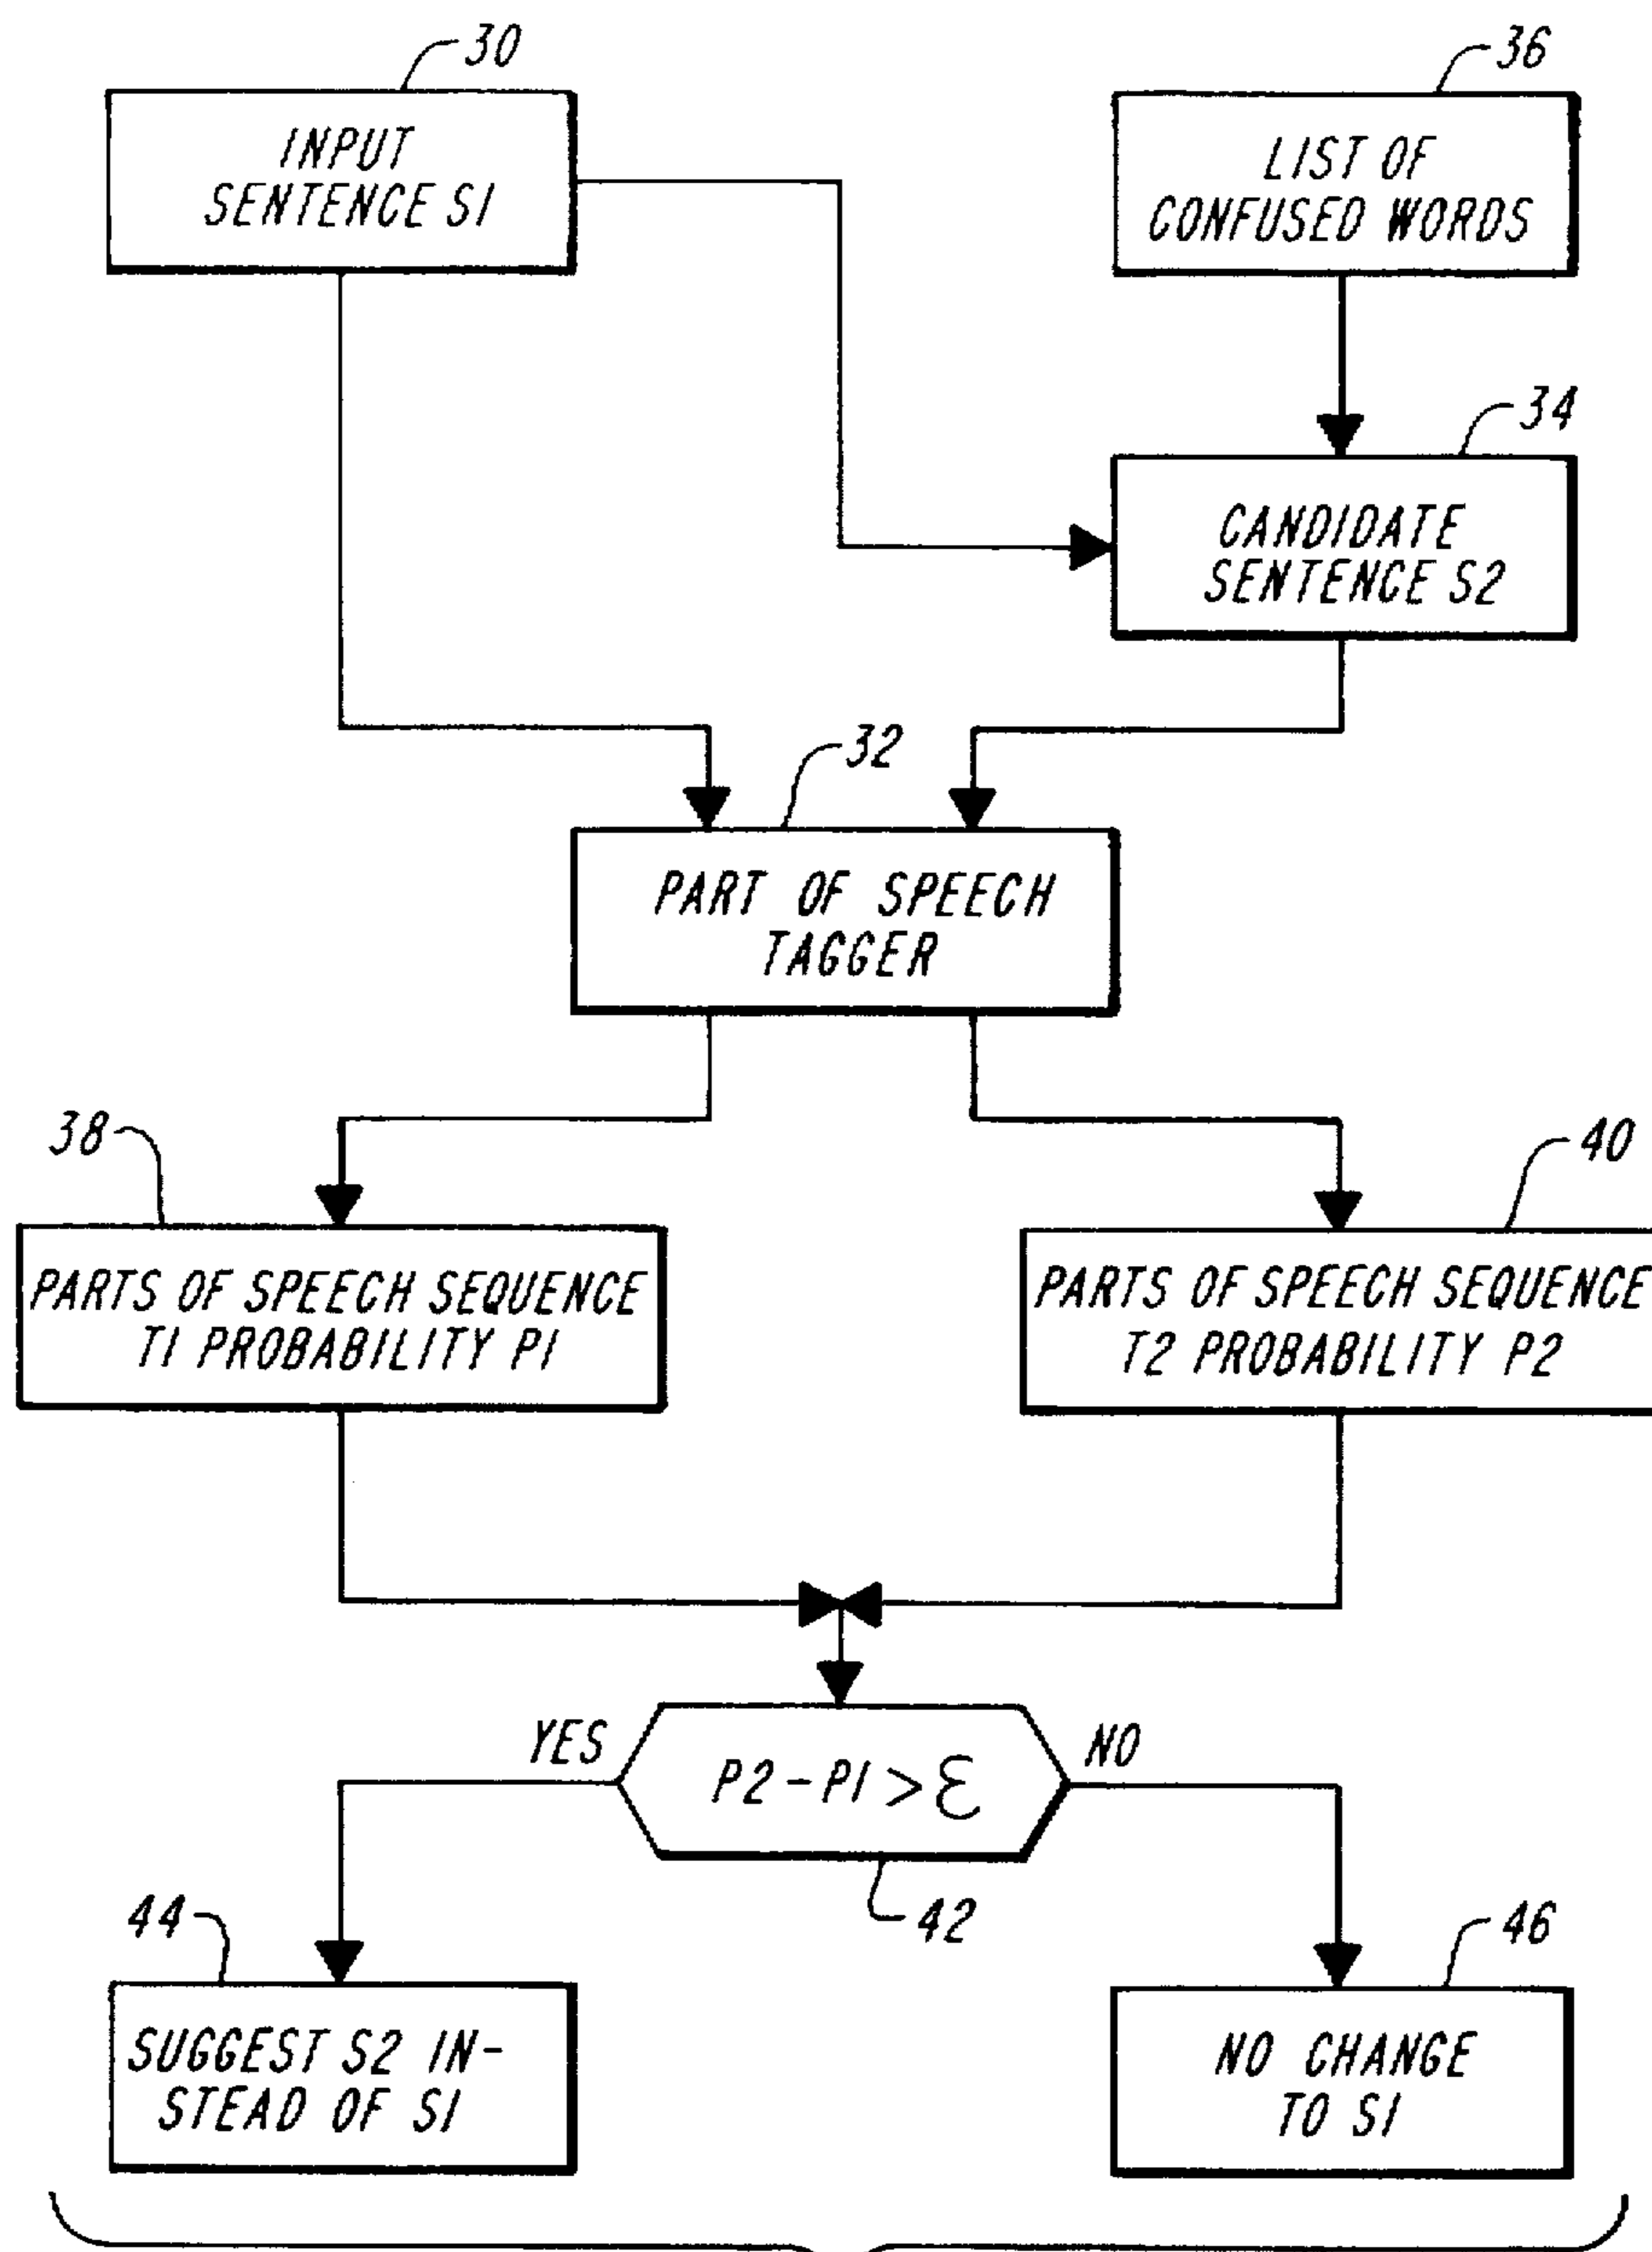 30
INPUT
SENTENCE S1
36
LIST OF
CONFUSED WORDS
34
CANDIDATE
SENTENCE S2
32
PART OF SPEECH
TAGGER
38
PARTS OF SPEECH SEQUENCE
T1 PROBABILITY P1
40
PARTS OF SPEECH SEQUENCE
T2 PROBABILITY P2
YES
P2-P1>ℇ
NO
42
44
SUGGEST S2 IN-
STEAD OF S1
46
NO CHANGE
TO S1